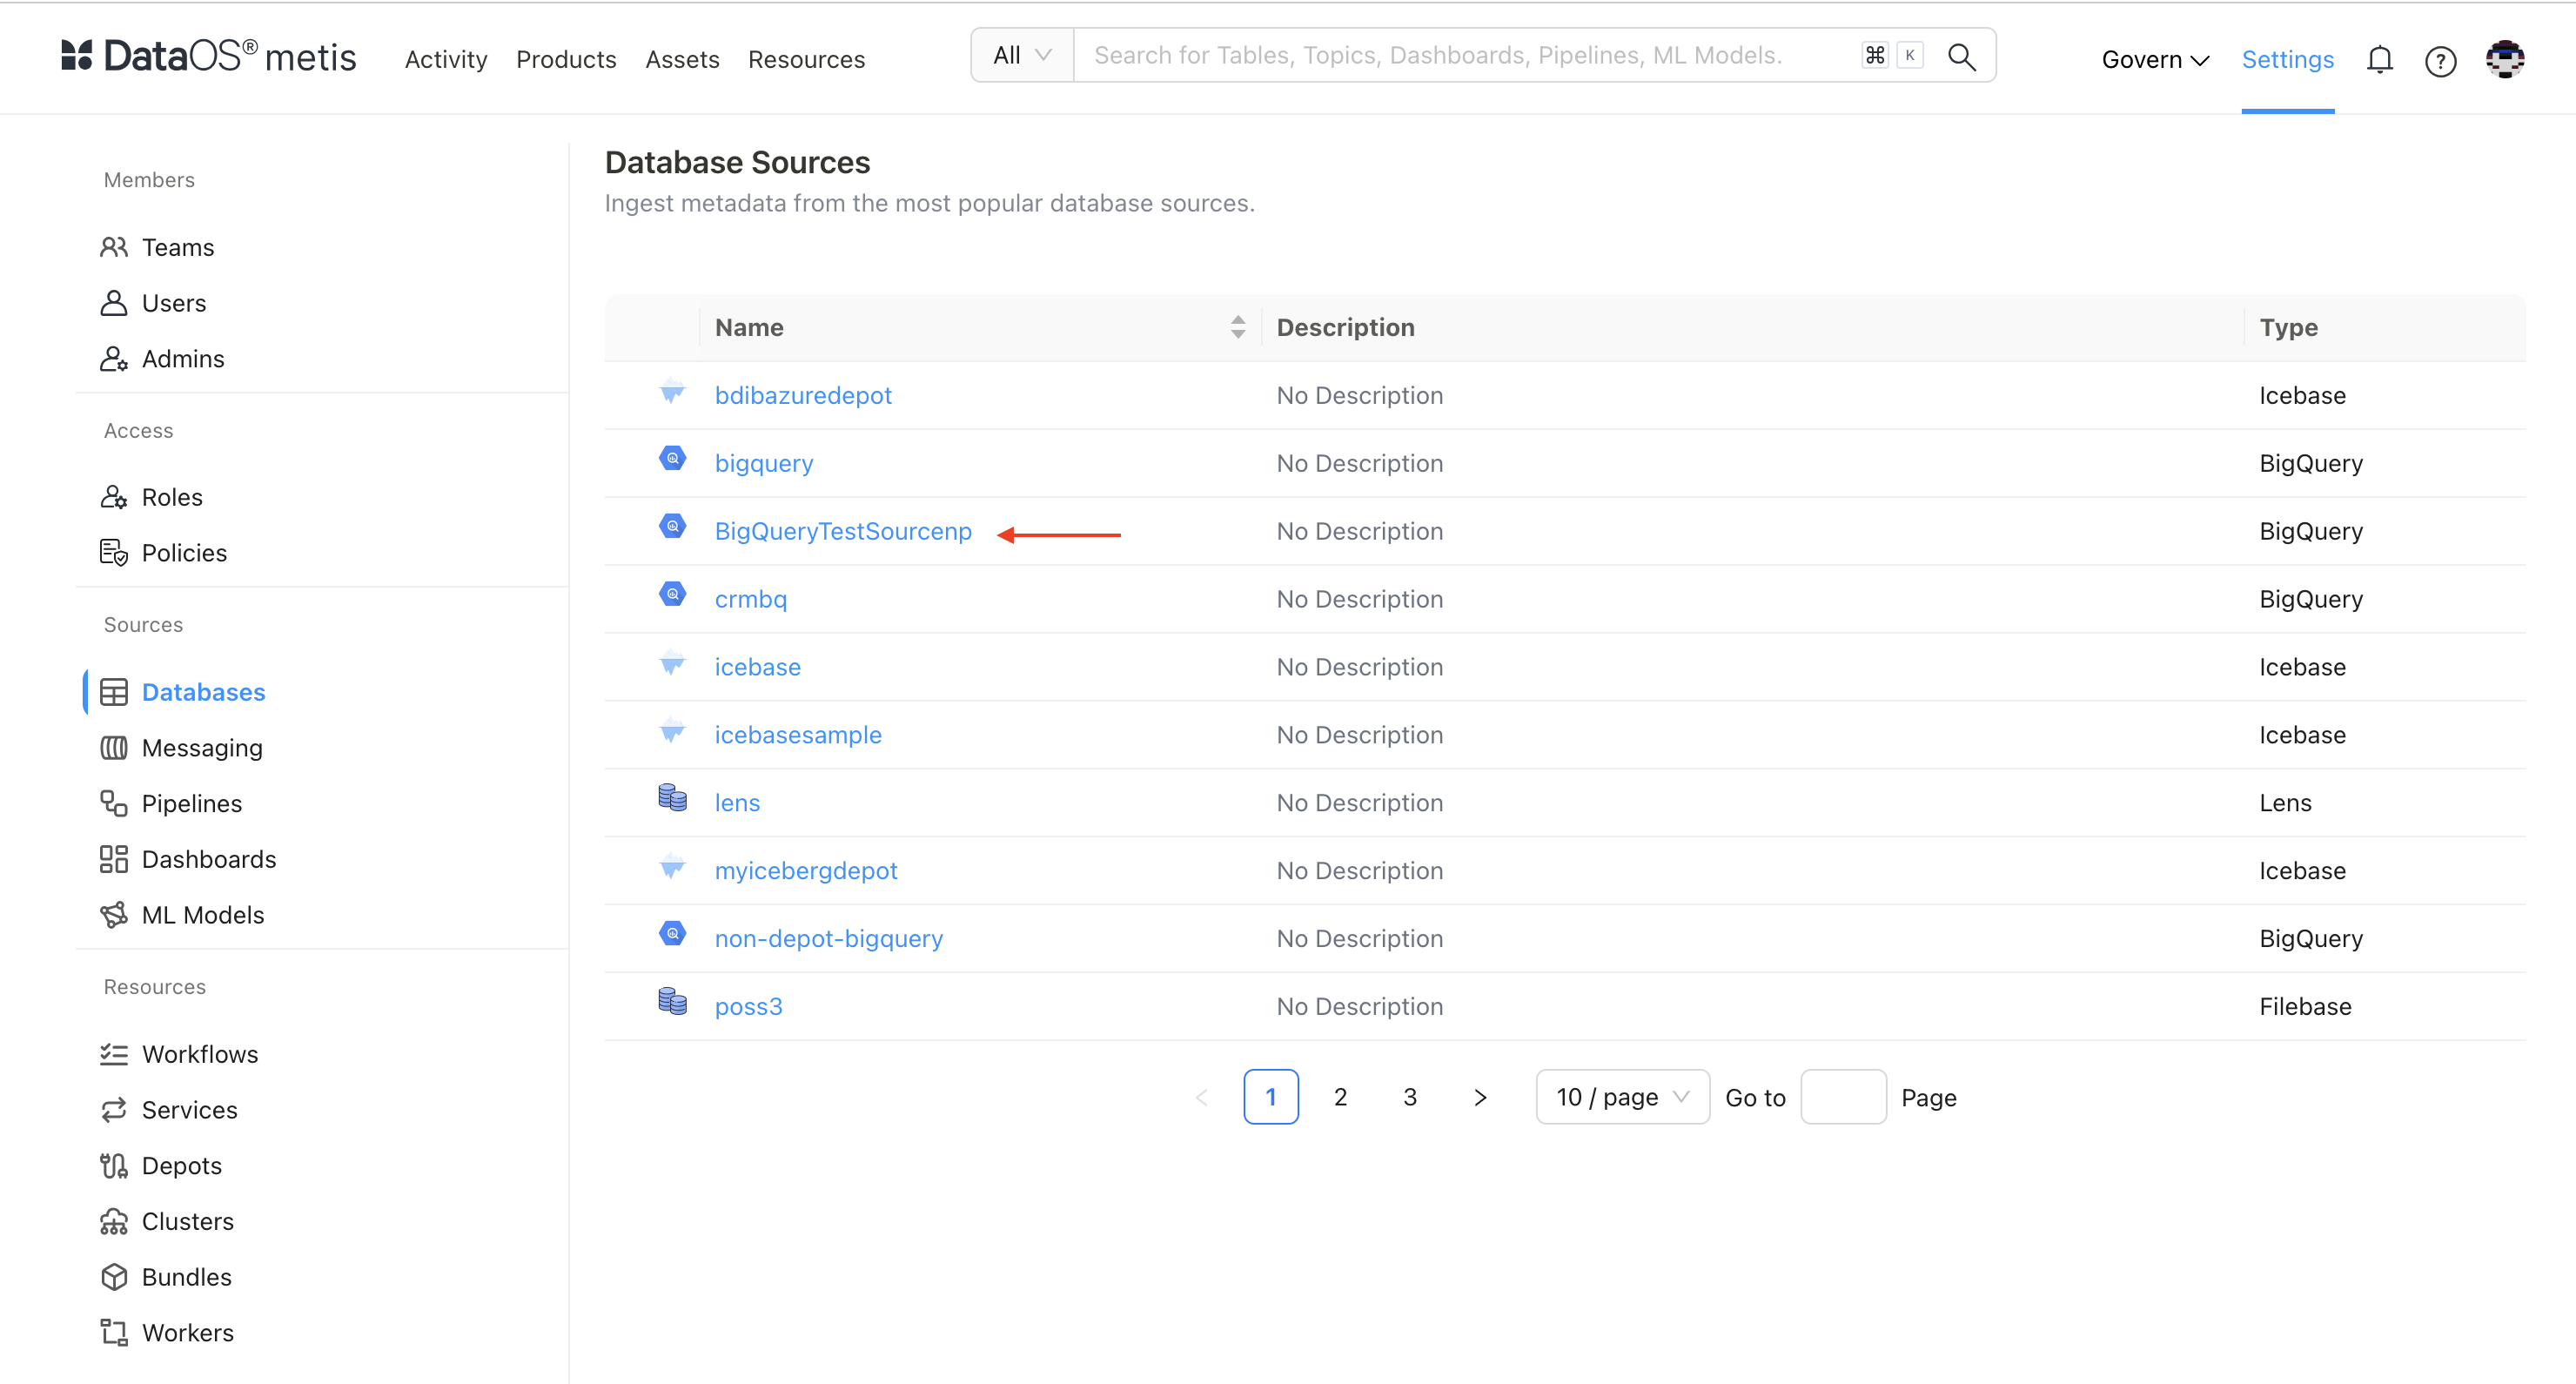 DataOS® metis
Activity Products Assets Resources
All Search for Tables, Topics, Dashboards, Pipelines, ML Models. ⌘ K
Govern Settings ?
Members
Teams
Users
Admins
Access
Roles
Policies
Sources
Databases
Messaging
Pipelines
Dashboards
ML Models
Resources
Workflows
Services
Depots
Clusters
Bundles
Workers
Database Sources
Ingest metadata from the most popular database sources.
Name Description Type
bdibazuredepot No Description Icebase
bigquery No Description BigQuery
BigQueryTestSourcenp No Description BigQuery
crmbq No Description BigQuery
icebase No Description Icebase
icebasesample No Description Icebase
lens No Description Lens
myicebergdepot No Description Icebase
non-depot-bigquery No Description BigQuery
poss3 No Description Filebase
< 1 2 3 > 10 / page Go to Page